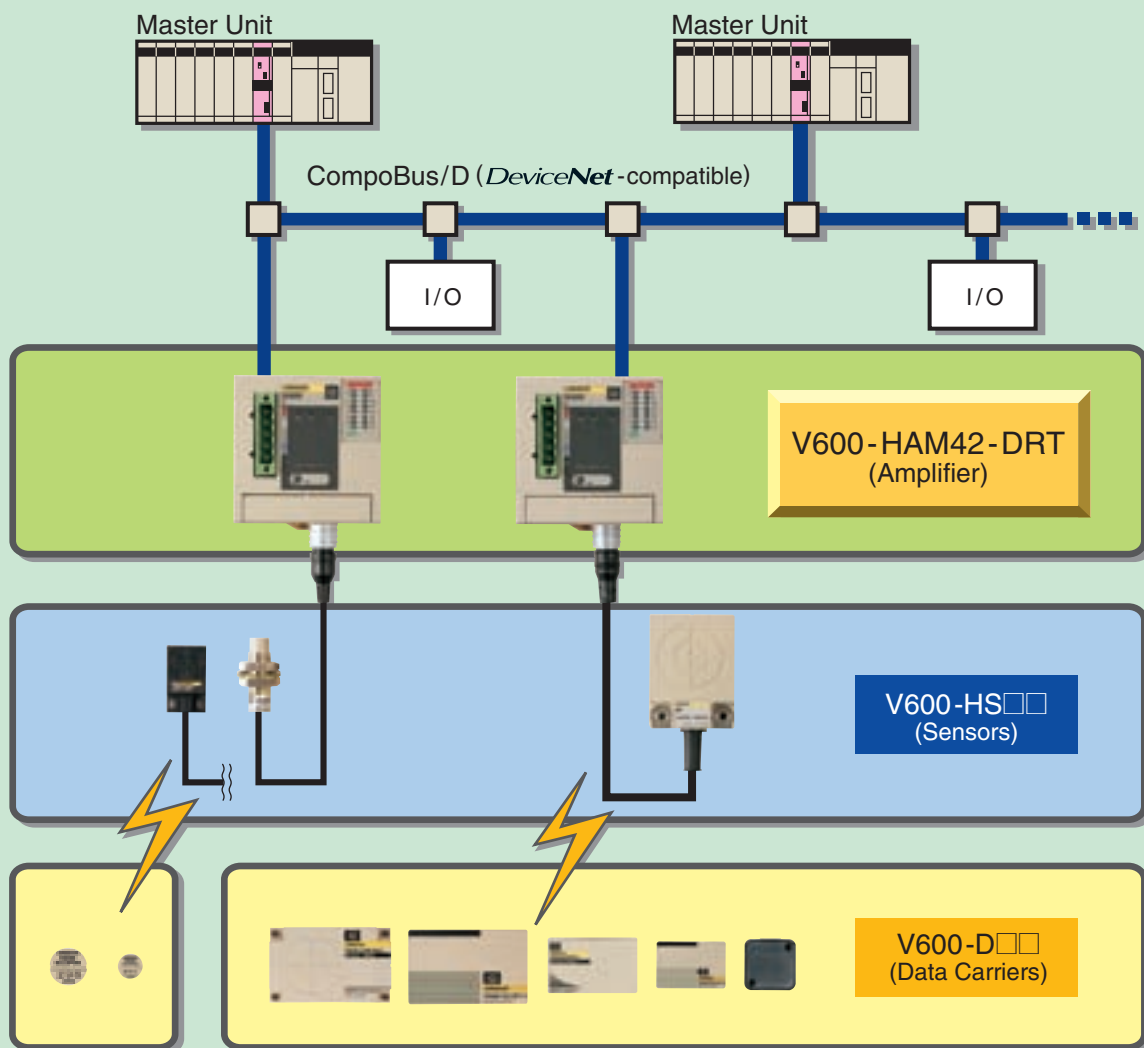 Master Unit
Master Unit
CompoBus/D (DeviceNet-compatible)
I/O
I/O
V600-HAM42-DRT
(Amplifier)
V600-HS□□
(Sensors)
V600-D□□
(Data Carriers)